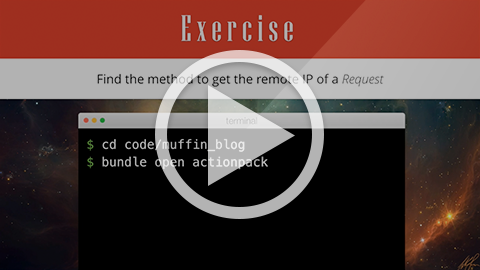 Exercise
Find the method to get the remote IP of a Request
terminal
$ cd code/muffin_blog
$ bundle open actionpack